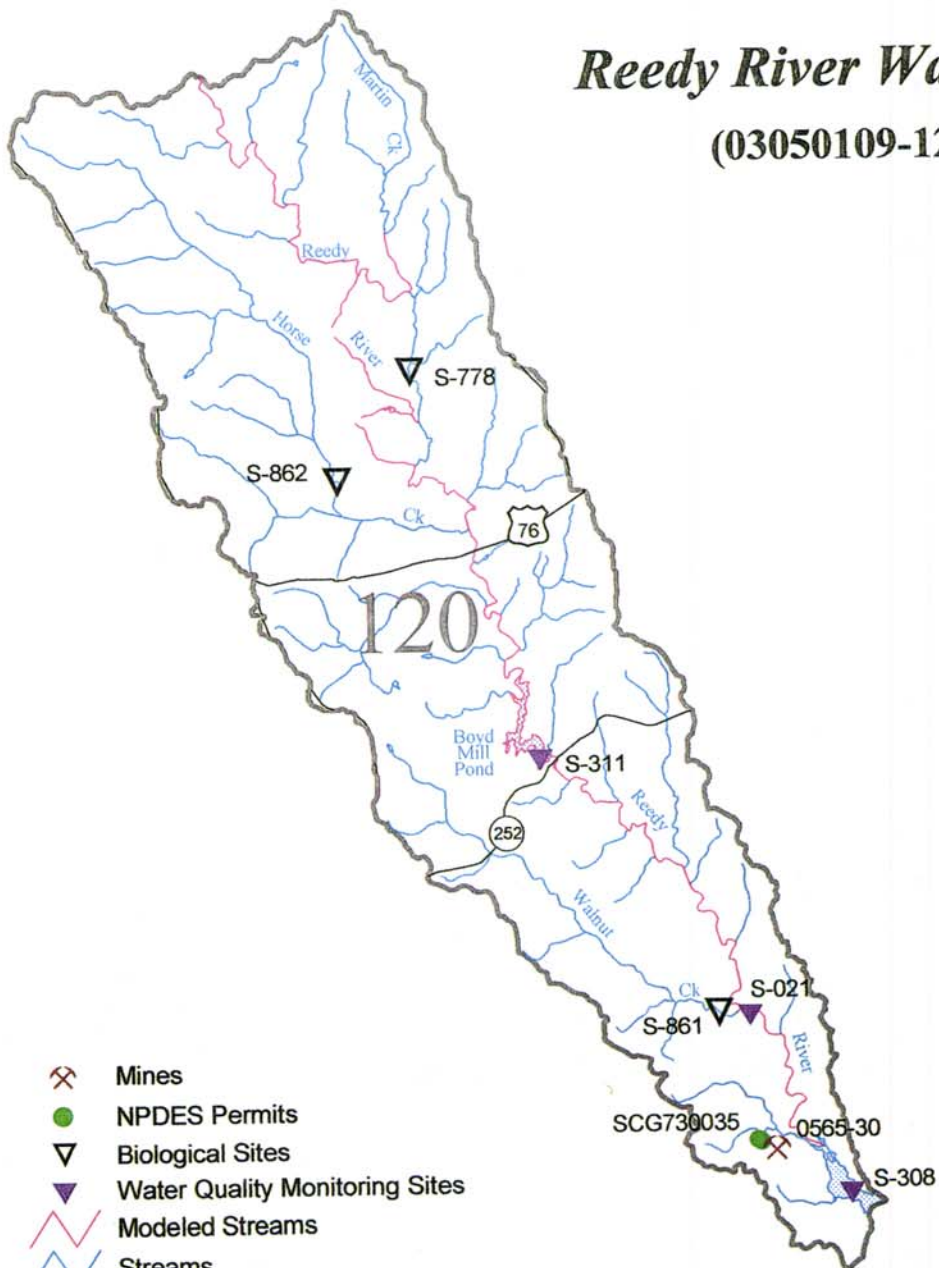 Reedy River Wa
(03050109-12
Martin
Ck
Reedy
Horse
River
S-778
S-862
Ck
76
120
Boyd
Mill
Pond
S-311
Reedy
252
Walnut
Ck
S-021
S-861
River
SCG730035
0565-30
S-308
Mines
NPDES Permits
Biological Sites
Water Quality Monitoring Sites
Modeled Streams
Streams